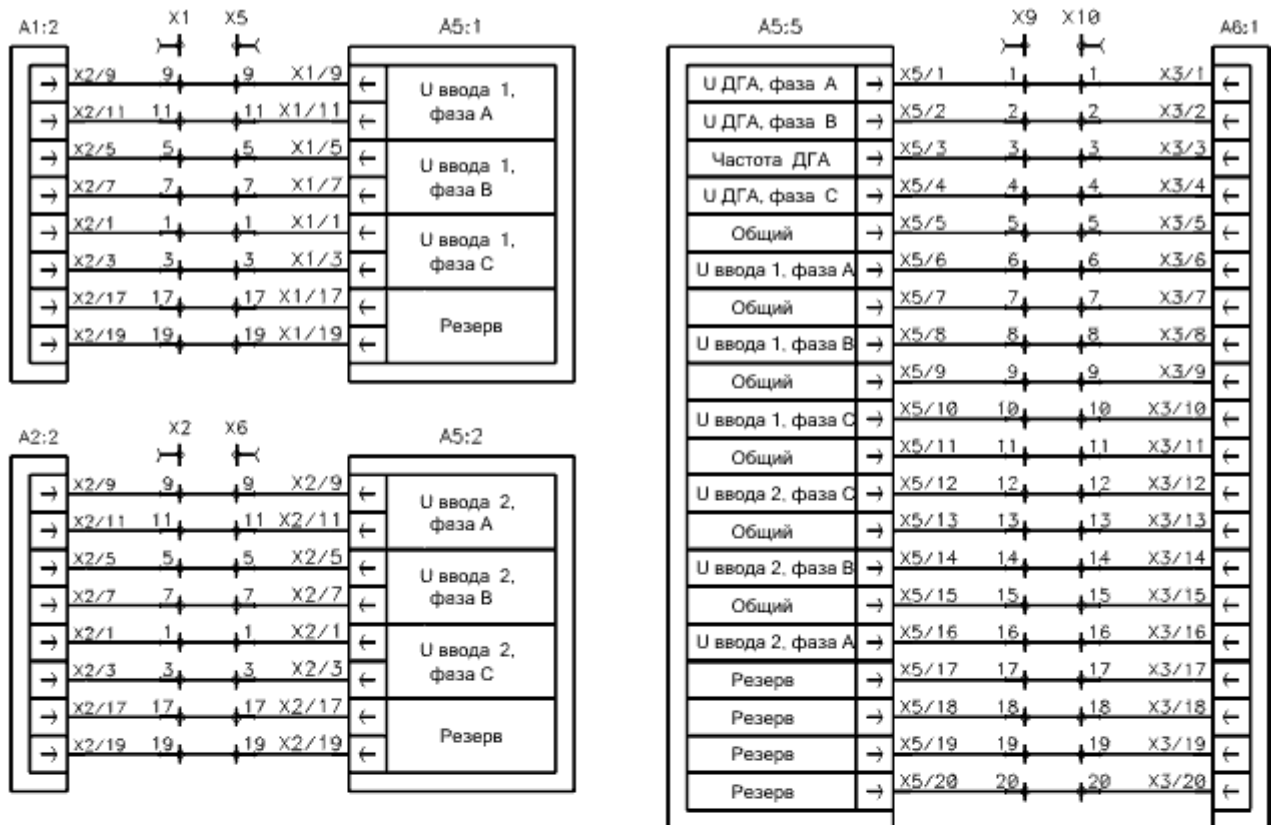 A1:2 X1 X5 A5:1
X2/9 9 9 X1/9
X2/11 11 11 X1/11
U ввода 1,
фаза A
X2/5 5 5 X1/5
X2/7 7 7 X1/7
U ввода 1,
фаза B
X2/1 1 1 X1/1
X2/3 3 3 X1/3
U ввода 1,
фаза C
X2/17 17 17 X1/17
X2/19 19 19 X1/19
Резерв
A2:2 X2 X6 A5:2
X2/9 9 9 X2/9
X2/11 11 11 X2/11
U ввода 2,
фаза A
X2/5 5 5 X2/5
X2/7 7 7 X2/7
U ввода 2,
фаза B
X2/1 1 1 X2/1
X2/3 3 3 X2/3
U ввода 2,
фаза C
X2/17 17 17 X2/17
X2/19 19 19 X2/19
Резерв
A5:5 X9 X10 A6:1
U ДГА, фаза A X5/1 1 1 X3/1
U ДГА, фаза B X5/2 2 2 X3/2
Частота ДГА X5/3 3 3 X3/3
U ДГА, фаза C X5/4 4 4 X3/4
Общий X5/5 5 5 X3/5
U ввода 1, фаза A X5/6 6 6 X3/6
Общий X5/7 7 7 X3/7
U ввода 1, фаза B X5/8 8 8 X3/8
Общий X5/9 9 9 X3/9
U ввода 1, фаза C X5/10 10 10 X3/10
Общий X5/11 11 11 X3/11
U ввода 2, фаза C X5/12 12 12 X3/12
Общий X5/13 13 13 X3/13
U ввода 2, фаза B X5/14 14 14 X3/14
Общий X5/15 15 15 X3/15
U ввода 2, фаза A X5/16 16 16 X3/16
Резерв X5/17 17 17 X3/17
Резерв X5/18 18 18 X3/18
Резерв X5/19 19 19 X3/19
Резерв X5/20 20 20 X3/20